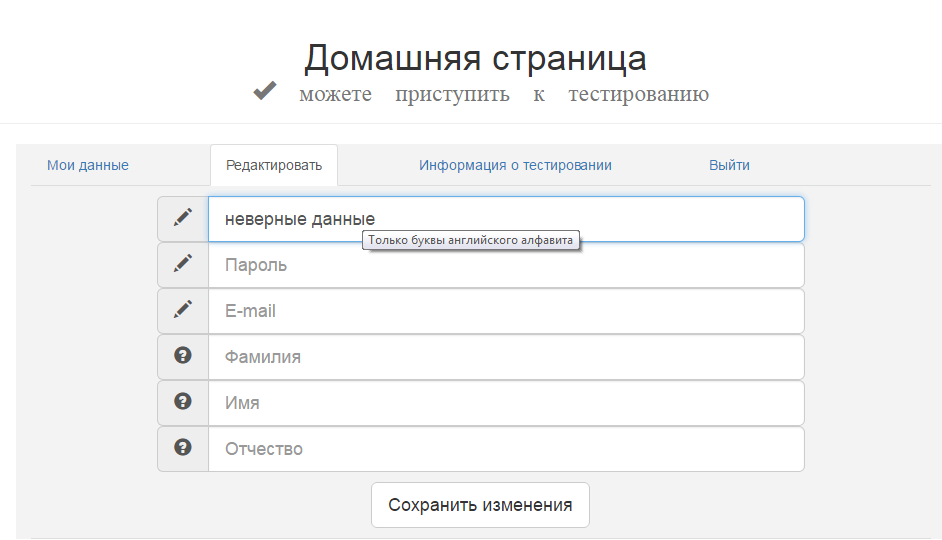 Домашняя страница
можете приступить к тестированию
Мои данные Редактировать Информация о тестировании Выйти
неверные данные
Только буквы английского алфавита
Пароль
E-mail
Фамилия
Имя
Отчество
Сохранить изменения